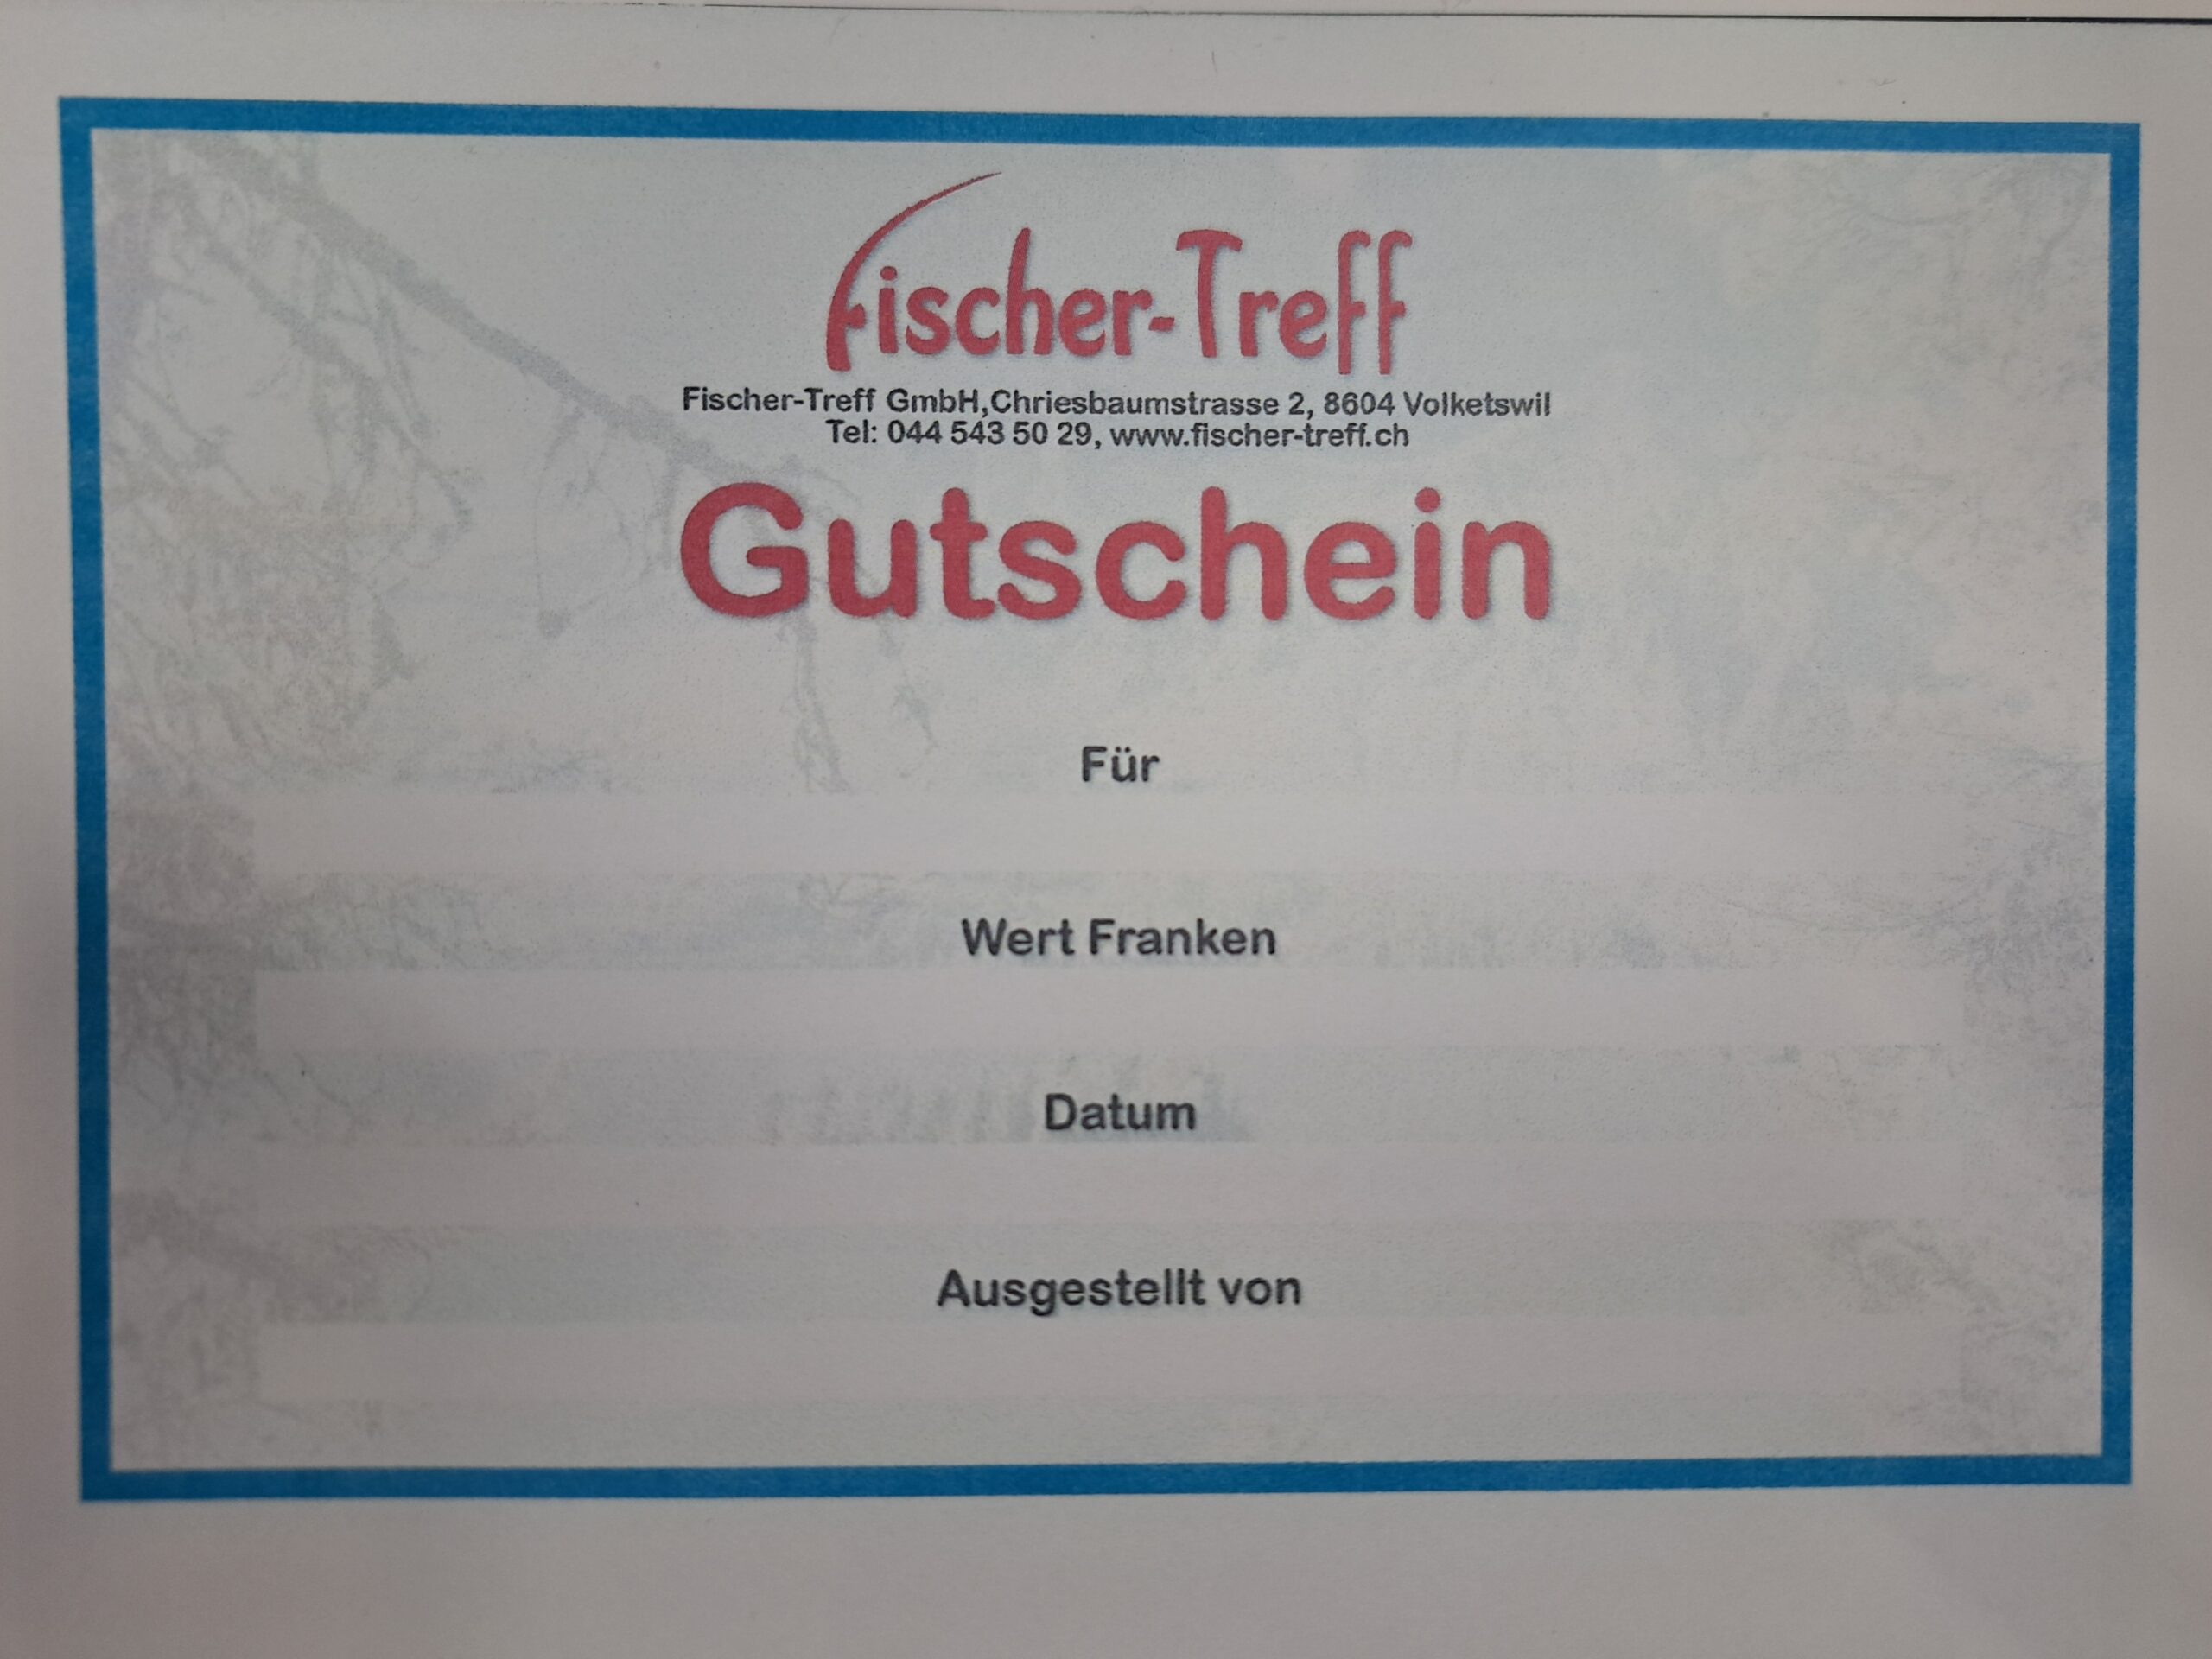 Fischer-Treff
Fischer-Treff GmbH,Chriesbaumstrasse 2, 8604 Volketswil
Tel: 044 543 50 29, www.fischer-treff.ch
Gutschein
Für
Wert Franken
Datum
Ausgestellt von